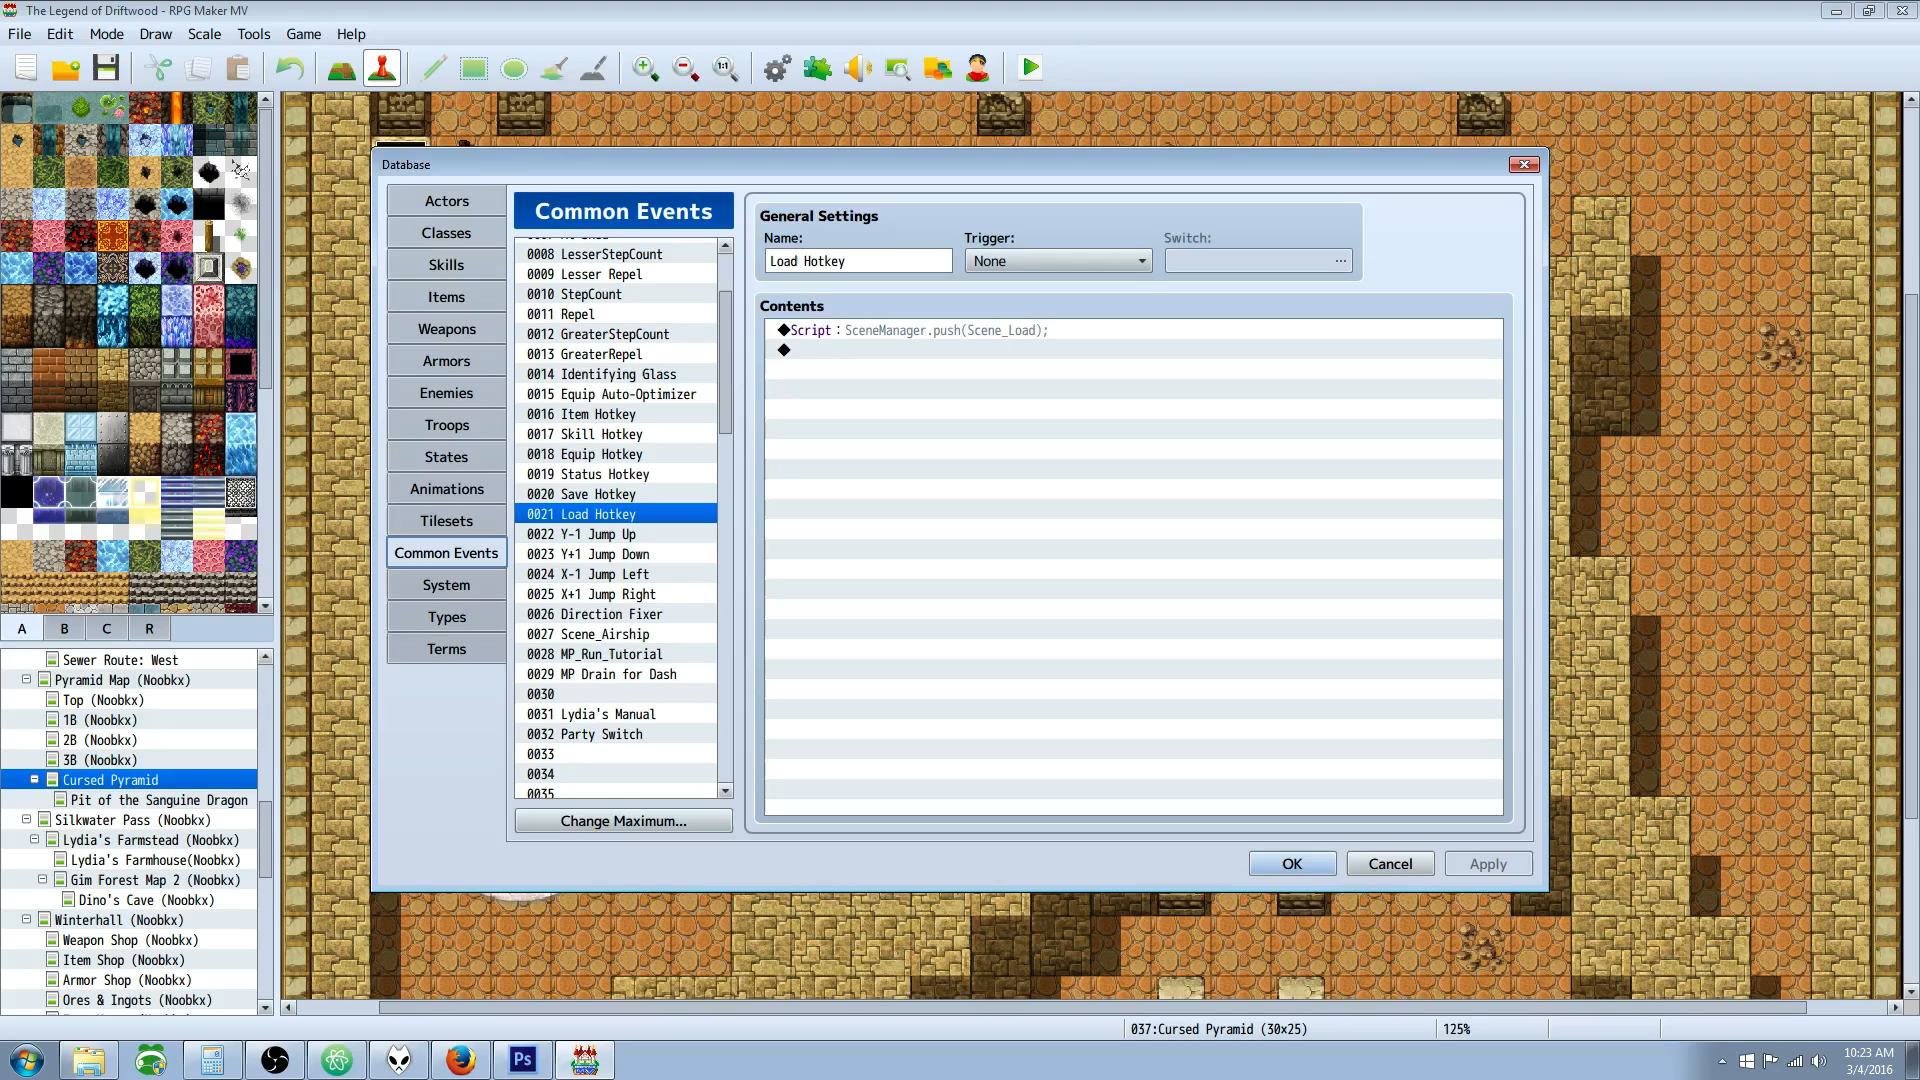 The Legend of Driftwood - RPG Maker MV
File Edit Mode Draw Scale Tools Game Help
1:1
Database
Actors
Classes
Skills
Items
Weapons
Armors
Enemies
Troops
States
Animations
Tilesets
Common Events
System
Types
Terms
Common Events
0008 LesserStepCount
0009 Lesser Repel
0010 StepCount
0011 Repel
0012 GreaterStepCount
0013 GreaterRepel
0014 Identifying Glass
0015 Equip Auto-Optimizer
0016 Item Hotkey
0017 Skill Hotkey
0018 Equip Hotkey
0019 Status Hotkey
0020 Save Hotkey
0021 Load Hotkey
0022 Y-1 Jump Up
0023 Y+1 Jump Down
0024 X-1 Jump Left
0025 X+1 Jump Right
0026 Direction Fixer
0027 Scene_Airship
0028 MP_Run_Tutorial
0029 MP Drain for Dash
0030
0031 Lydia's Manual
0032 Party Switch
0033
0034
0035
Change Maximum...
General Settings
Name: Trigger: Switch:
Load Hotkey None ...
Contents
◆Script：SceneManager.push(Scene_Load);
◆
OK Cancel Apply
A B C R
Sewer Route: West
Pyramid Map (Noobkx)
Top (Noobkx)
1B (Noobkx)
2B (Noobkx)
3B (Noobkx)
Cursed Pyramid
Pit of the Sanguine Dragon
Silkwater Pass (Noobkx)
Lydia's Farmstead (Noobkx)
Lydia's Farmhouse(Noobkx)
Gim Forest Map 2 (Noobkx)
Dino's Cave (Noobkx)
Winterhall (Noobkx)
Weapon Shop (Noobkx)
Item Shop (Noobkx)
Armor Shop (Noobkx)
Ores & Ingots (Noobkx)
037:Cursed Pyramid (30x25) 125%
Ps
10:23 AM
3/4/2016